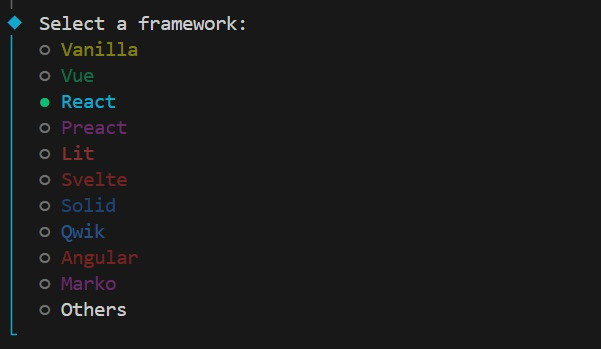 Select a framework:
Vanilla
Vue
React
Preact
Lit
Svelte
Solid
Qwik
Angular
Marko
Others